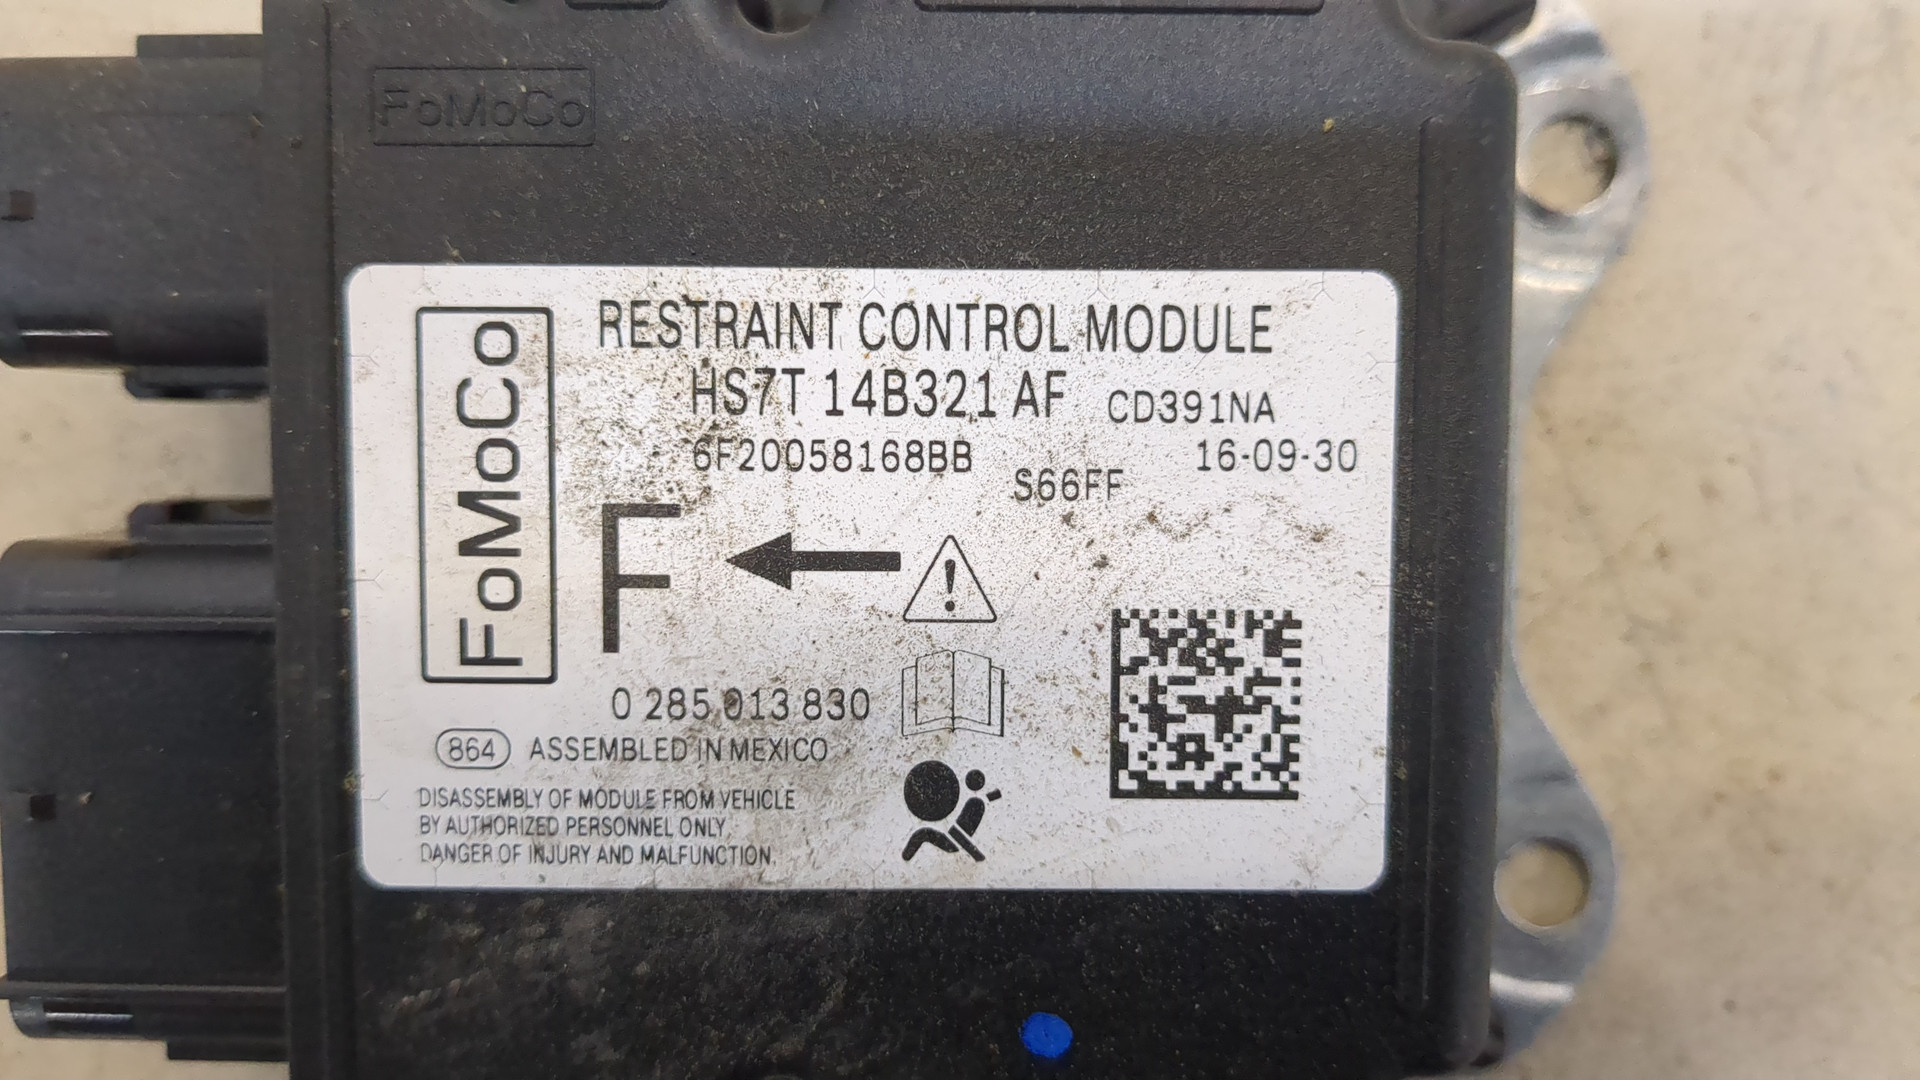 FoMoCo
FoMoCo
RESTRAINT CONTROL MODULE
HS7T 14B321 AF CD391NA
6F20058168BB 16-09-30
S66FF
F
0 285 013 830
864 ASSEMBLED IN MEXICO
DISASSEMBLY OF MODULE FROM VEHICLE
BY AUTHORIZED PERSONNEL ONLY,
DANGER OF INJURY AND MALFUNCTION.